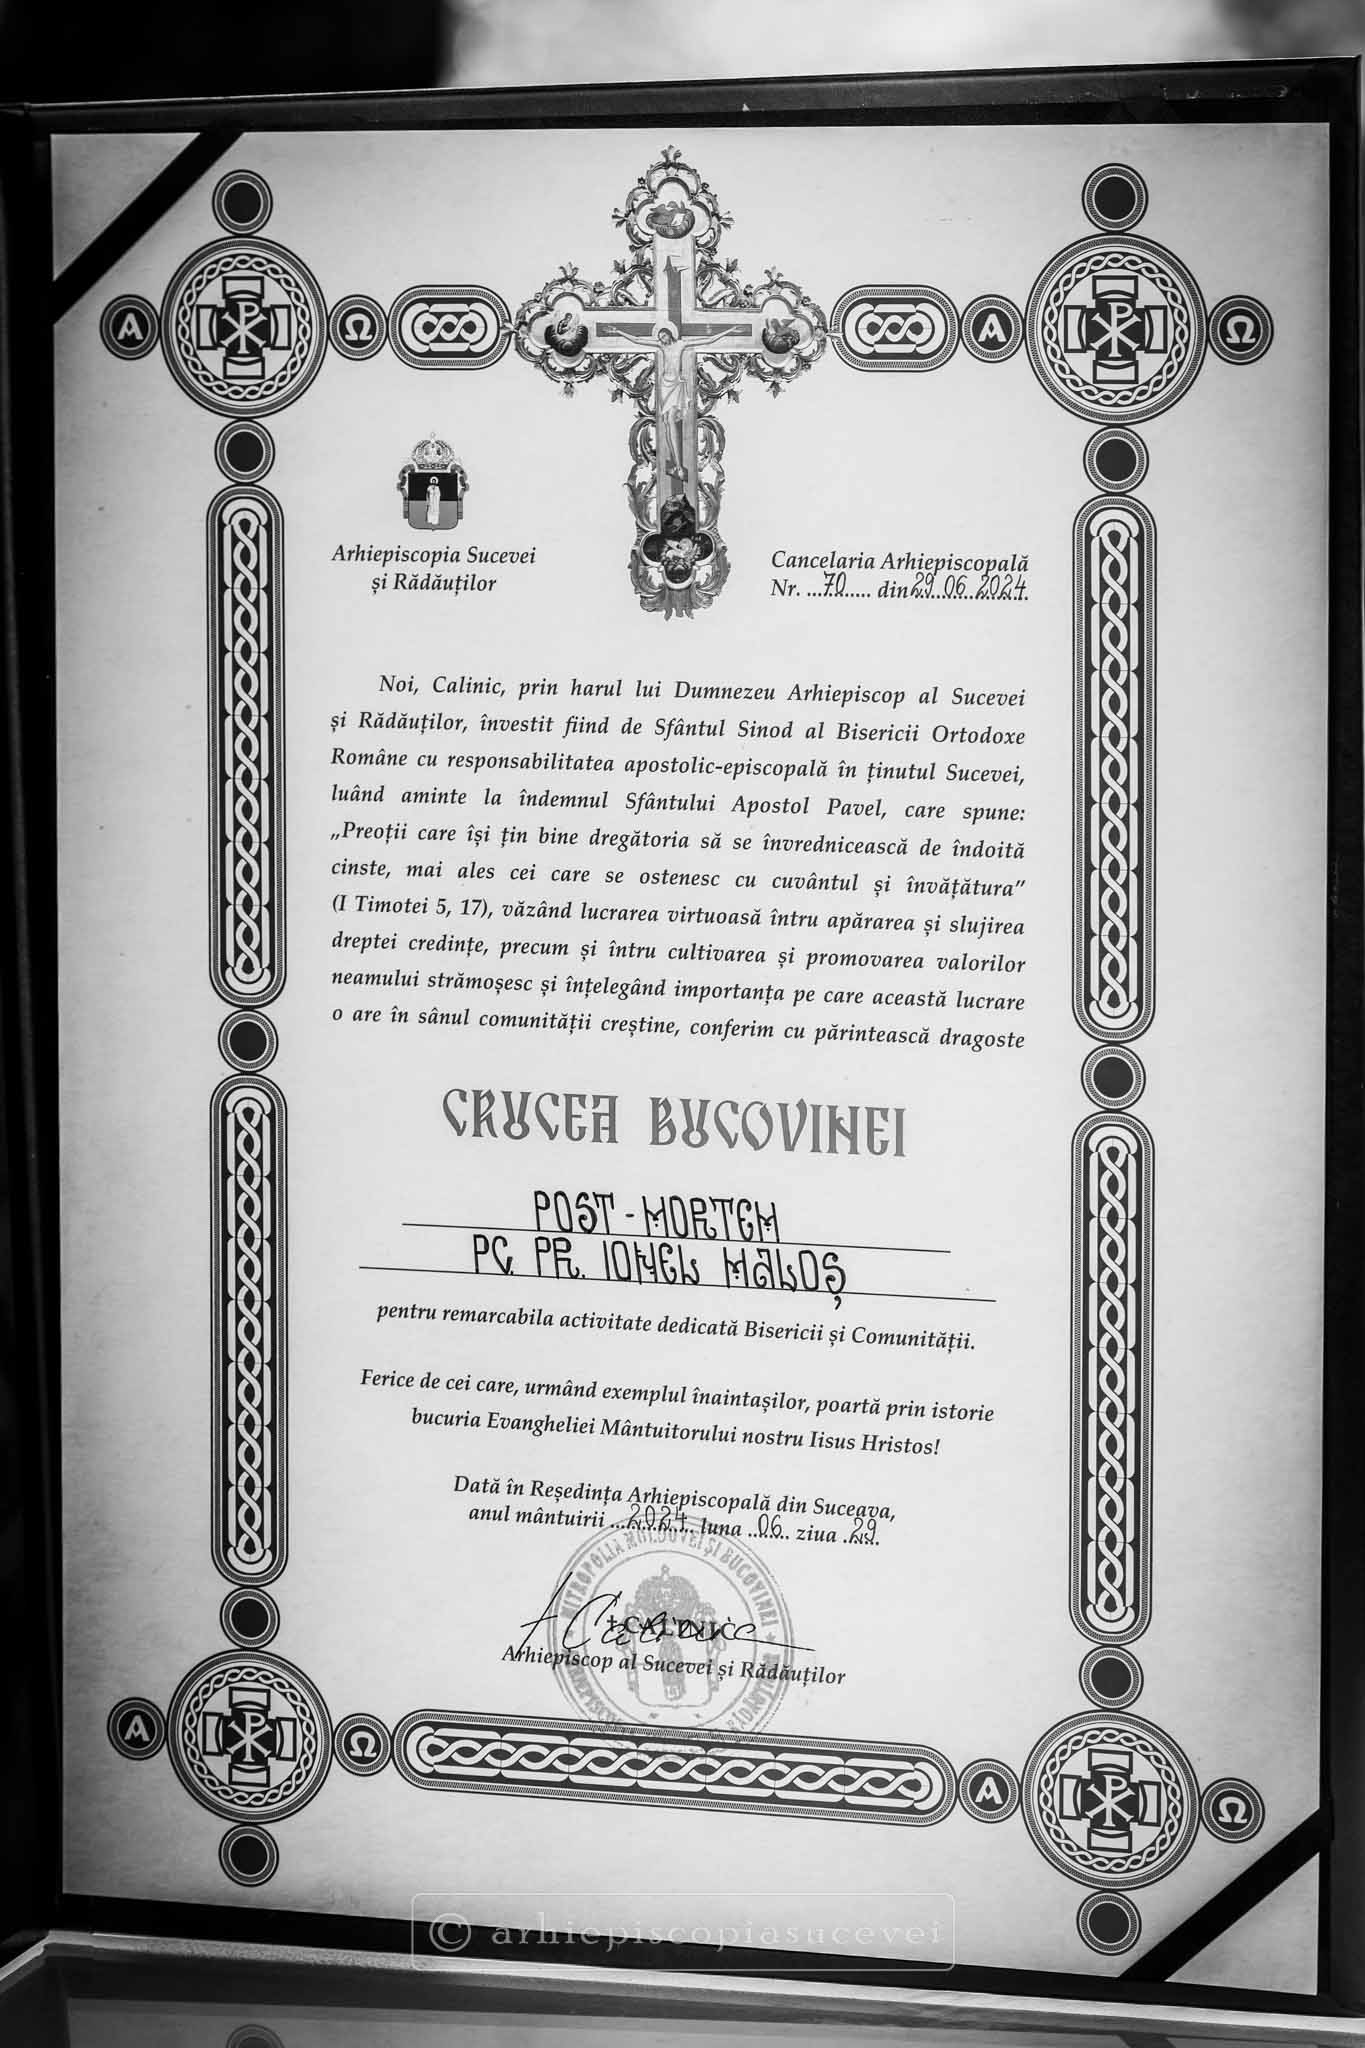 Arhiepiscopia Sucevei
și Rădăuților
Cancelaria Arhiepiscopală
Nr. ...70...... din 29.06.2024.
Noi, Calinic, prin harul lui Dumnezeu Arhiepiscop al Sucevei
și Rădăuților, învestit fiind de Sfântul Sinod al Bisericii Ortodoxe
Române cu responsabilitatea apostolic-episcopală în ținutul Sucevei,
luând aminte la îndemnul Sfântului Apostol Pavel, care spune:
„Preoții care își țin bine dregătoria să se învrednicească de îndoită
cinste, mai ales cei care se ostenesc cu cuvântul și învățătura”
(I Timotei 5, 17), văzând lucrarea virtuoasă întru apărarea și slujirea
dreptei credințe, precum și întru cultivarea și promovarea valorilor
neamului strămoșesc și înțelegând importanța pe care această lucrare
o are în sânul comunității creștine, conferim cu părintească dragoste
CRUCEA BUCOVINEI
POST-MORTEM
PC. PR. IONEL MALOȘ
pentru remarcabila activitate dedicată Bisericii și Comunității.
Ferice de cei care, urmând exemplul înaintașilor, poartă prin istorie
bucuria Evangheliei Mântuitorului nostru Iisus Hristos!
Dată în Reședința Arhiepiscopală din Suceava,
anul mântuirii ...2024... luna ..06.. ziua .29.
MITROPOLIA MOLDOVEI ȘI BUCOVINEI
† CALINIC
Arhiepiscop al Sucevei și Rădăuților
© arhiepiscopiasucevei